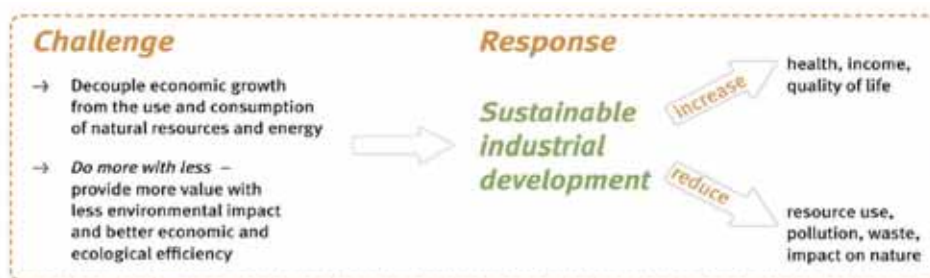 Challenge
→ Decouple economic growth
from the use and consumption
of natural resources and energy
→ Do more with less –
provide more value with
less environmental impact
and better economic and
ecological efficiency
Response
Sustainable
industrial
development
increase
health, income,
quality of life
reduce
resource use,
pollution, waste,
impact on nature